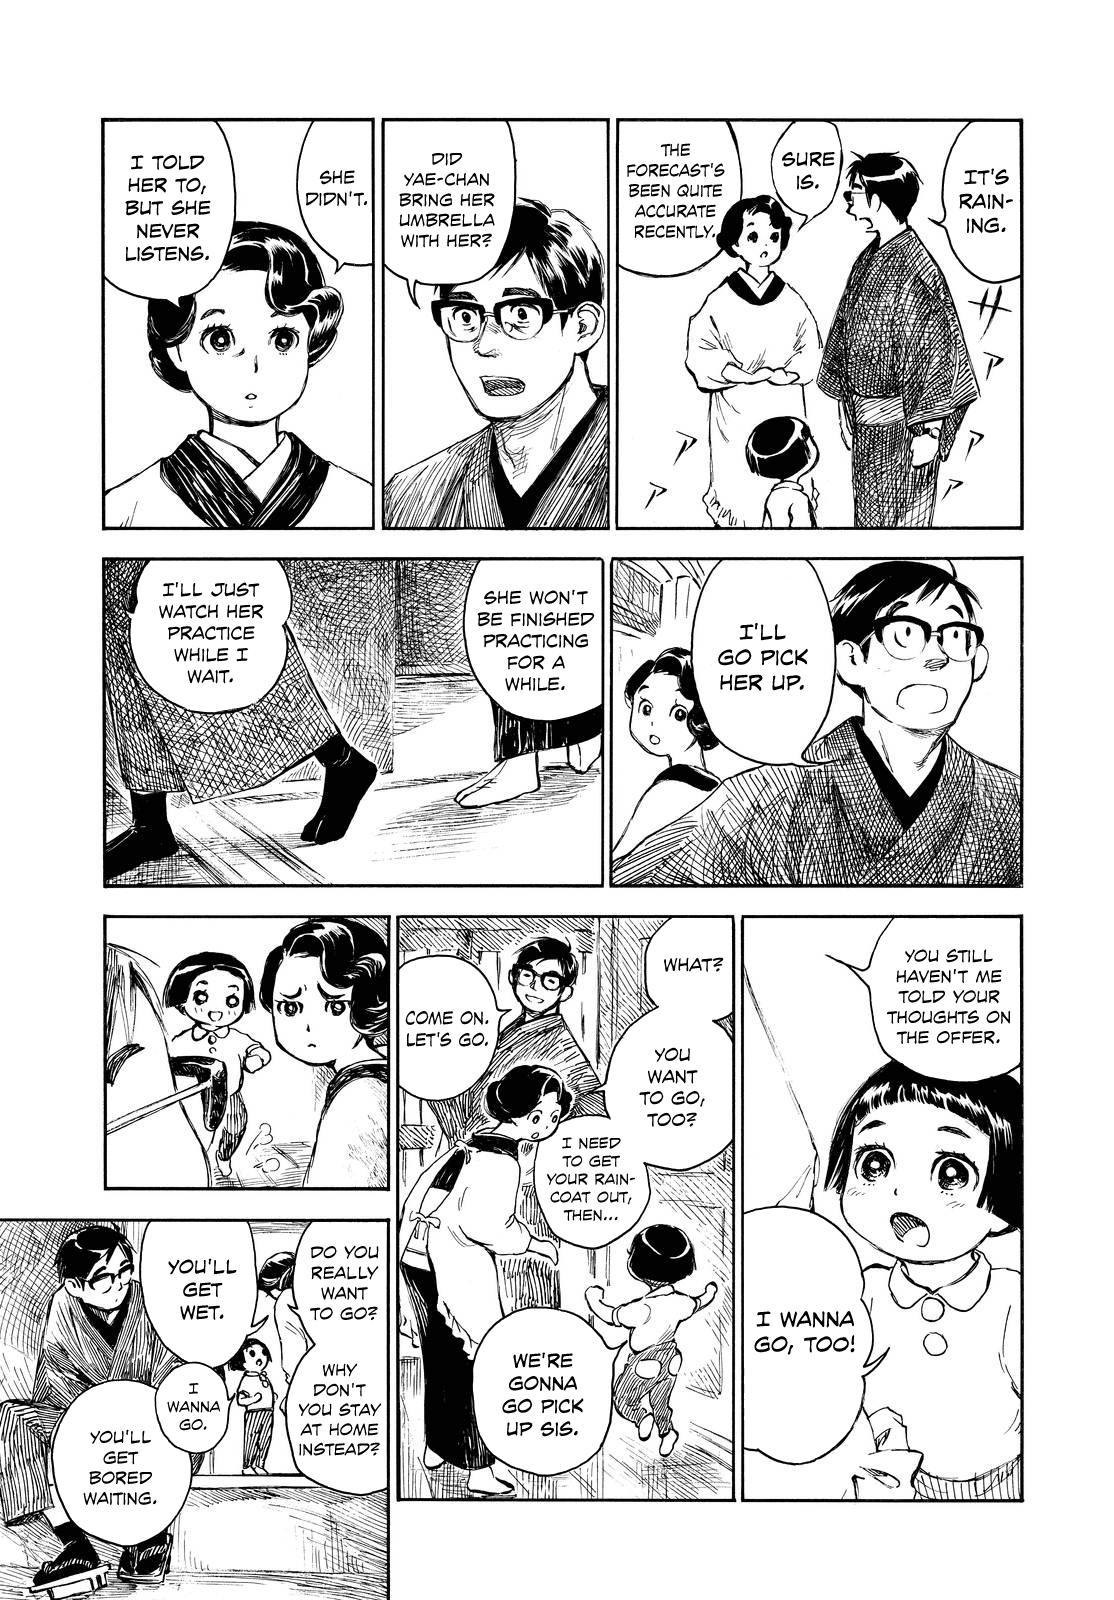 IT'S
RAIN-
ING.
SURE
IS.
THE
FORECAST'S
BEEN QUITE
ACCURATE
RECENTLY.
DID
YAE-CHAN
BRING HER
UMBRELLA
WITH HER?
SHE
DIDN'T.
I TOLD
HER TO,
BUT SHE
NEVER
LISTENS.
I'LL
GO PICK
HER UP.
SHE WON'T
BE FINISHED
PRACTICING
FOR A
WHILE.
I'LL JUST
WATCH HER
PRACTICE
WHILE I
WAIT.
YOU STILL
HAVEN'T ME
TOLD YOUR
THOUGHTS ON
THE OFFER.
I WANNA
GO, TOO!
WHAT?
YOU
WANT
TO GO,
TOO?
I NEED
TO GET
YOUR RAIN-
COAT OUT,
THEN...
COME ON.
LET'S GO.
WE'RE
GONNA
GO PICK
UP SIS.
DO YOU
REALLY
WANT
TO GO?
WHY
DON'T
YOU STAY
AT HOME
INSTEAD?
YOU'LL
GET
WET.
I
WANNA
GO.
YOU'LL
GET
BORED
WAITING.